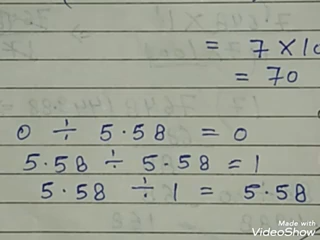 = 7 × 10
= 70
0 ÷ 5.58 = 0
5.58 ÷ 5.58 = 1
5.58 ÷ 1 = 5.58
Made with
VideoShow